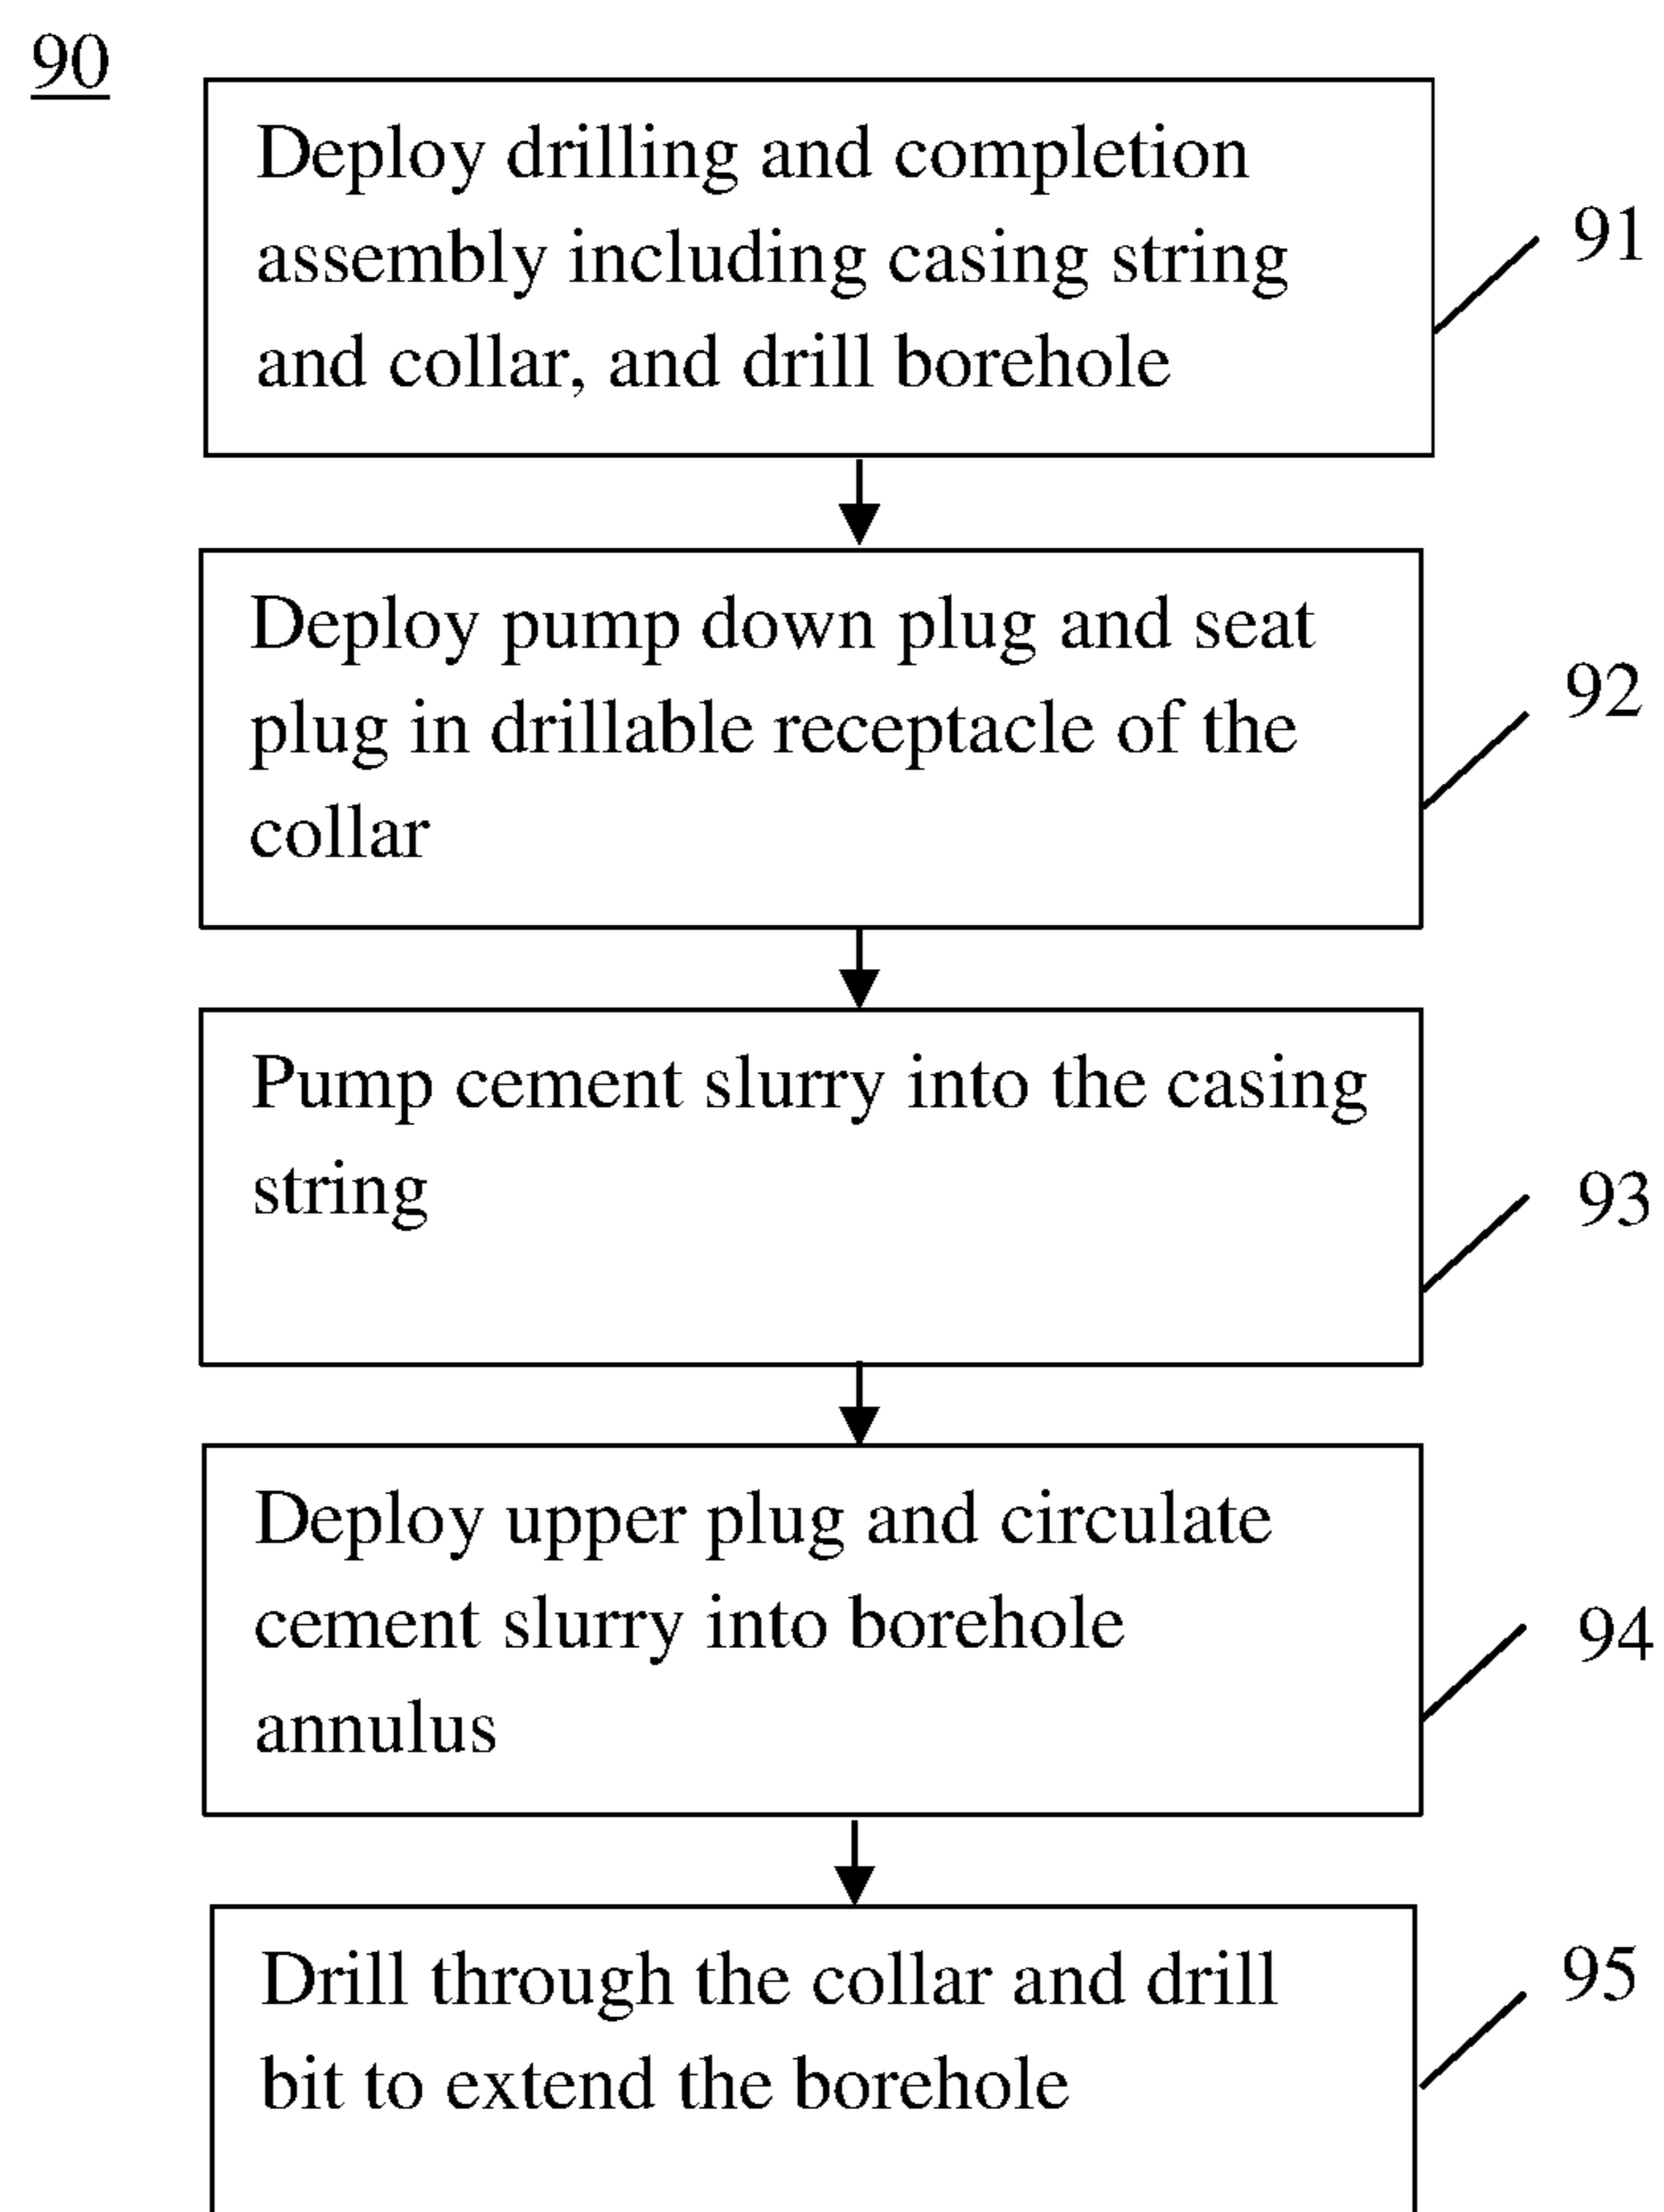 90
Deploy drilling and completion
assembly including casing string
and collar, and drill borehole
91
Deploy pump down plug and seat
plug in drillable receptacle of the
collar
92
Pump cement slurry into the casing
string
93
Deploy upper plug and circulate
cement slurry into borehole
annulus
94
Drill through the collar and drill
bit to extend the borehole
95